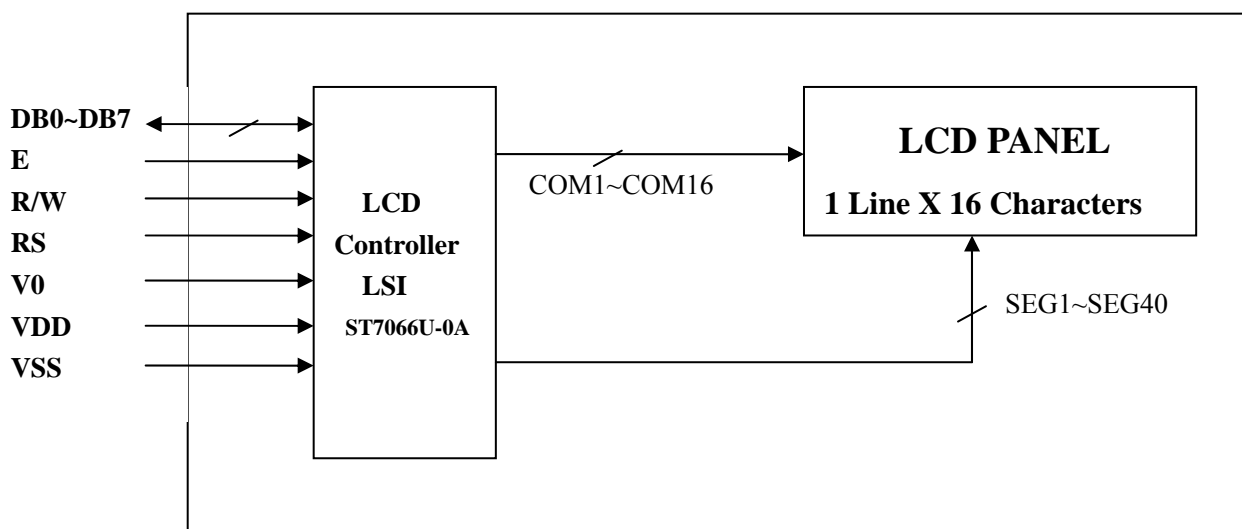 DB0~DB7
E
R/W
RS
V0
VDD
VSS
LCD
Controller
LSI
ST7066U-0A
COM1~COM16
LCD PANEL
1 Line X 16 Characters
SEG1~SEG40